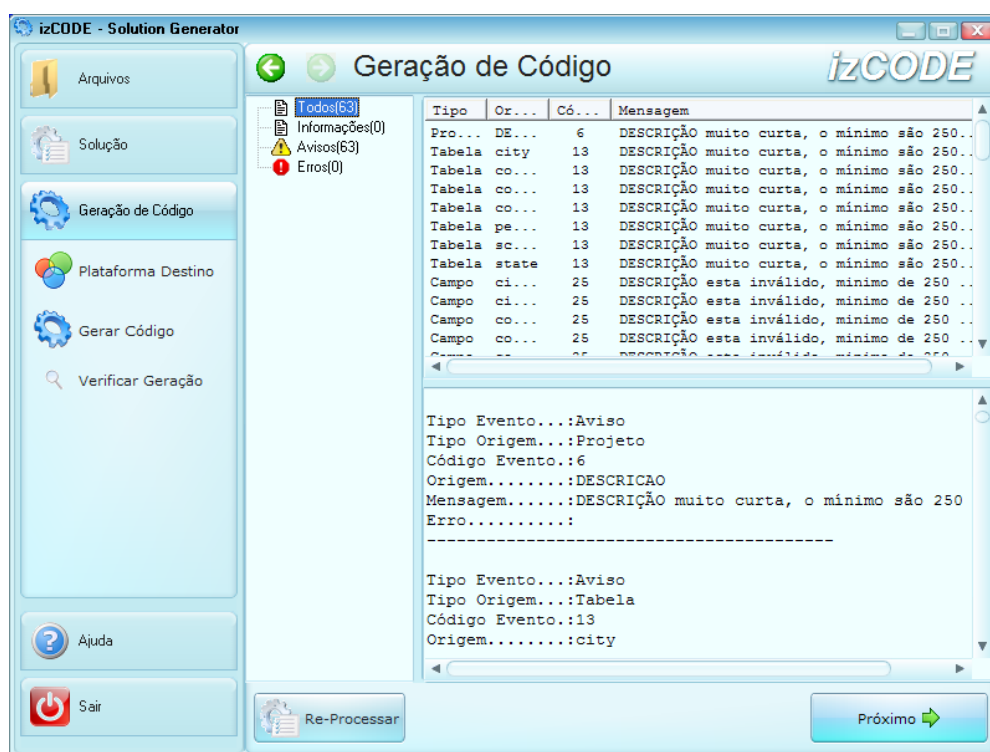 izCODE - Solution Generator
Arquivos
Solução
Geração de Código
Plataforma Destino
Gerar Código
Verificar Geração
Ajuda
Sair
Geração de Código
izCODE
Todos(63)
Informações(0)
Avisos(63)
Erros(0)
Tipo Or... Có... Mensagem
Pro... DE... 6 DESCRIÇÃO muito curta, o mínimo são 250..
Tabela city 13 DESCRIÇÃO muito curta, o mínimo são 250..
Tabela co... 13 DESCRIÇÃO muito curta, o mínimo são 250..
Tabela co... 13 DESCRIÇÃO muito curta, o mínimo são 250..
Tabela co... 13 DESCRIÇÃO muito curta, o mínimo são 250..
Tabela pe... 13 DESCRIÇÃO muito curta, o mínimo são 250..
Tabela sc... 13 DESCRIÇÃO muito curta, o mínimo são 250..
Tabela state 13 DESCRIÇÃO muito curta, o mínimo são 250..
Campo ci... 25 DESCRIÇÃO esta inválido, minimo de 250 ..
Campo ci... 25 DESCRIÇÃO esta inválido, minimo de 250 ..
Campo co... 25 DESCRIÇÃO esta inválido, minimo de 250 ..
Campo co... 25 DESCRIÇÃO esta inválido, minimo de 250 ..
Tipo Evento...:Aviso
Tipo Origem...:Projeto
Código Evento.:6
Origem........:DESCRICAO
Mensagem......:DESCRIÇÃO muito curta, o mínimo são 250
Erro..........:
-----------------------------------------
Tipo Evento...:Aviso
Tipo Origem...:Tabela
Código Evento.:13
Origem........:city
Re-Processar
Próximo